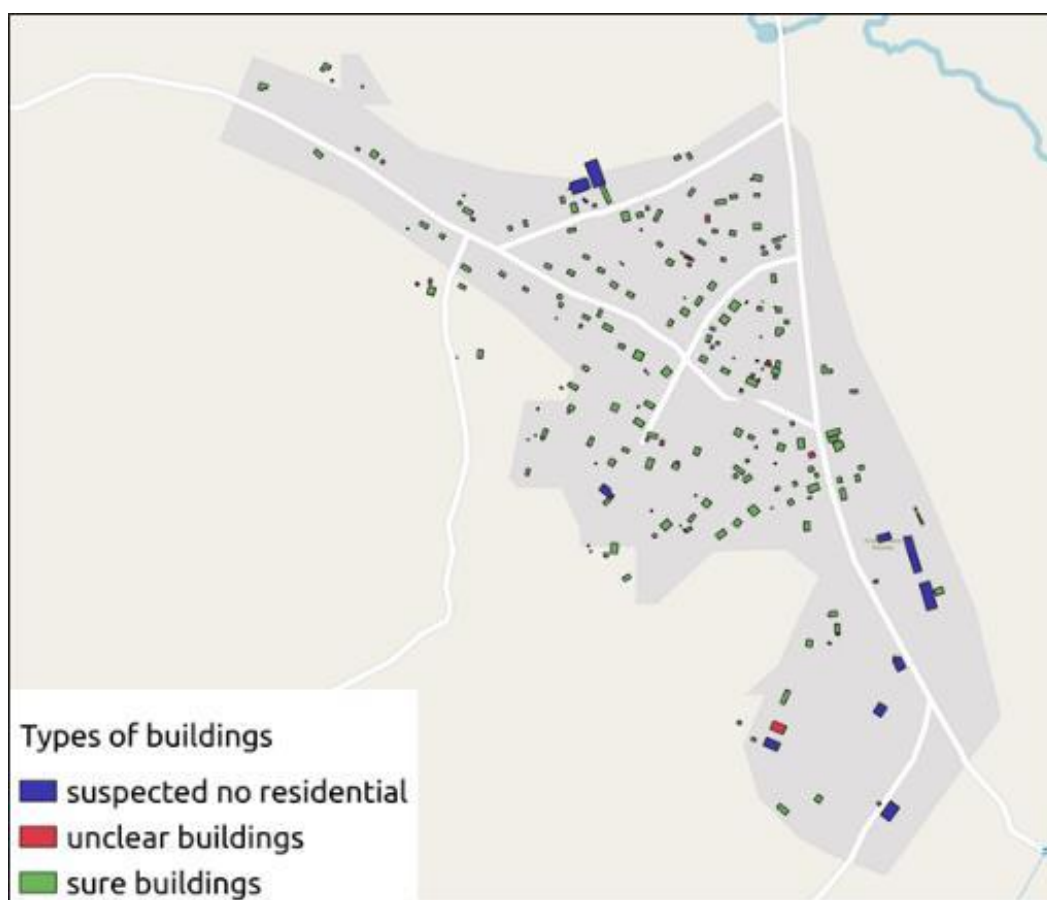 Types of buildings
suspected no residential
unclear buildings
sure buildings